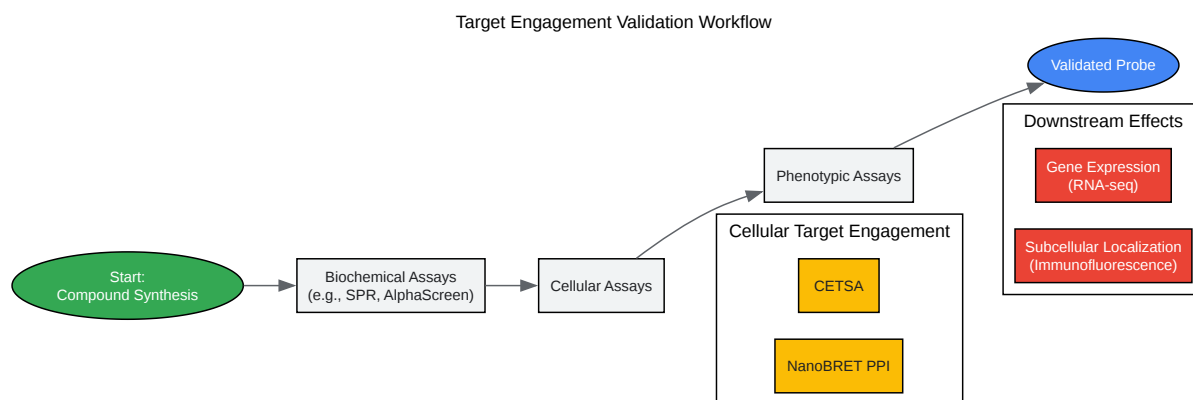 Target Engagement Validation Workflow
Start:
Compound Synthesis
Biochemical Assays
(e.g., SPR, AlphaScreen)
Cellular Assays
Phenotypic Assays
Validated Probe
Cellular Target Engagement
CETSA
NanoBRET PPI
Downstream Effects
Gene Expression
(RNA-seq)
Subcellular Localization
(Immunofluorescence)